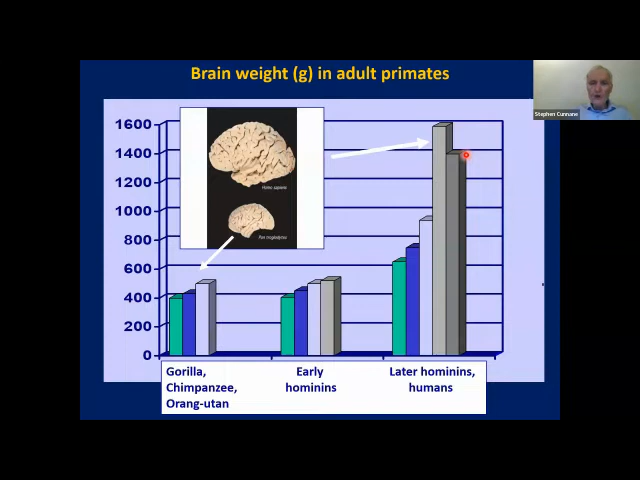 Brain weight (g) in adult primates
Stephen Cunnane
1600
1400
1200
1000
800
600
400
200
0
Homo sapiens
Pan troglodytes
Gorilla,
Chimpanzee,
Orang-utan
Early
hominins
Later hominins,
humans